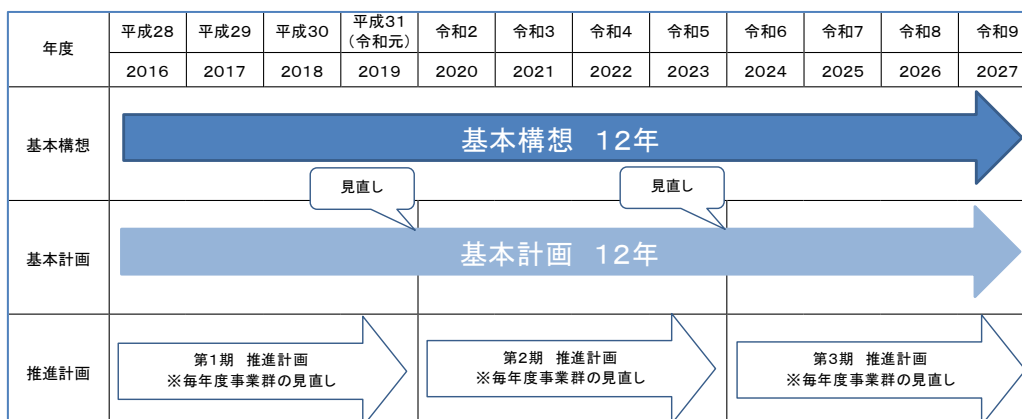 年度
平成28 平成29 平成30 平成31（令和元） 令和2 令和3 令和4 令和5 令和6 令和7 令和8 令和9
2016 2017 2018 2019 2020 2021 2022 2023 2024 2025 2026 2027
基本構想
基本構想　12年
見直し 見直し
基本計画
基本計画　12年
推進計画
第1期　推進計画
※毎年度事業群の見直し
第2期　推進計画
※毎年度事業群の見直し
第3期　推進計画
※毎年度事業群の見直し